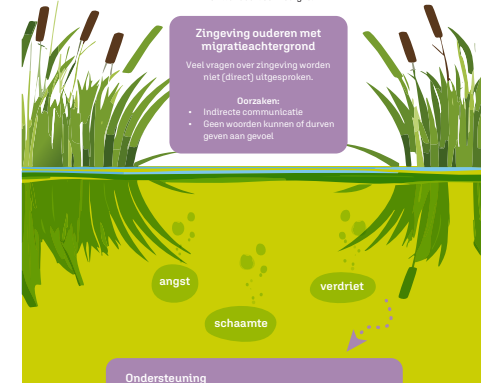 Zingeving ouderen met
migratieachtergrond
Veel vragen over zingeving worden
niet (direct) uitgesproken.
Oorzaken:
• Indirecte communicatie
• Geen woorden kunnen of durven
geven aan gevoel
angst
verdriet
schaamte
Ondersteuning